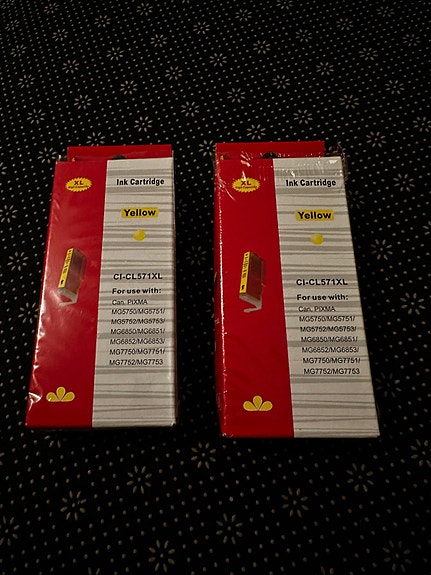 XL
Ink Cartridge
Yellow
CI-CL571XL
For use with:
Can. PIXMA
MG5750/MG5751/
MG5752/MG5753/
MG6850/MG6851/
MG6852/MG6853/
MG7750/MG7751/
MG7752/MG7753
XL
Ink Cartridge
Yellow
CI-CL571XL
For use with:
Can. PIXMA
MG5750/MG5751/
MG5752/MG5753/
MG6850/MG6851/
MG6852/MG6853/
MG7750/MG7751/
MG7752/MG7753